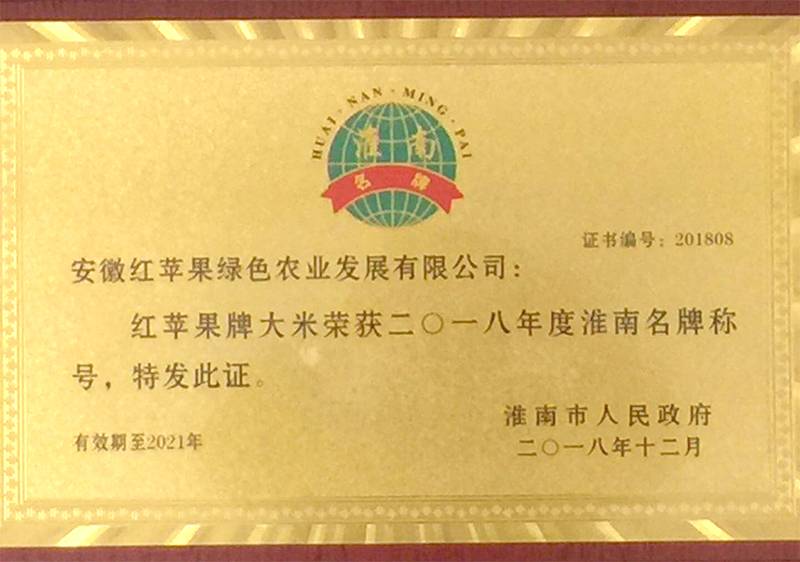 HUAI·NAN·MING·PAI
淮南
名牌
证书编号：201808
安徽红苹果绿色农业发展有限公司：
红苹果牌大米荣获二〇一八年度淮南名牌称
号，特发此证。
淮南市人民政府
有效期至2021年
二〇一八年十二月